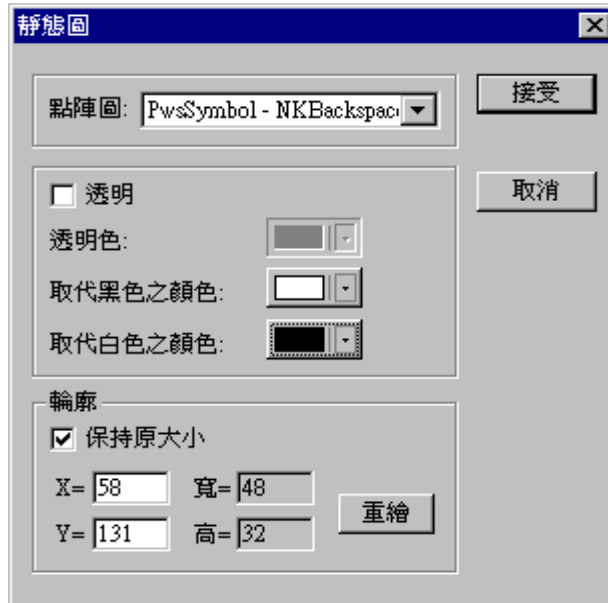 靜態圖
點陣圖: PwsSymbol - NKBackspac
接受
取消
透明
透明色:
取代黑色之顏色:
取代白色之顏色:
輪廓
保持原大小
X= 58 寬= 48
Y= 131 高= 32
重繪